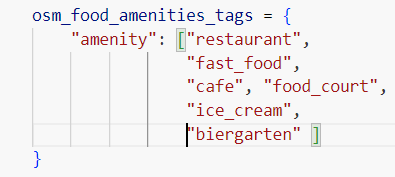 osm_food_amenities_tags = {
"amenity": ["restaurant",
"fast_food",
"cafe", "food_court",
"ice_cream",
"biergarten" ]
}